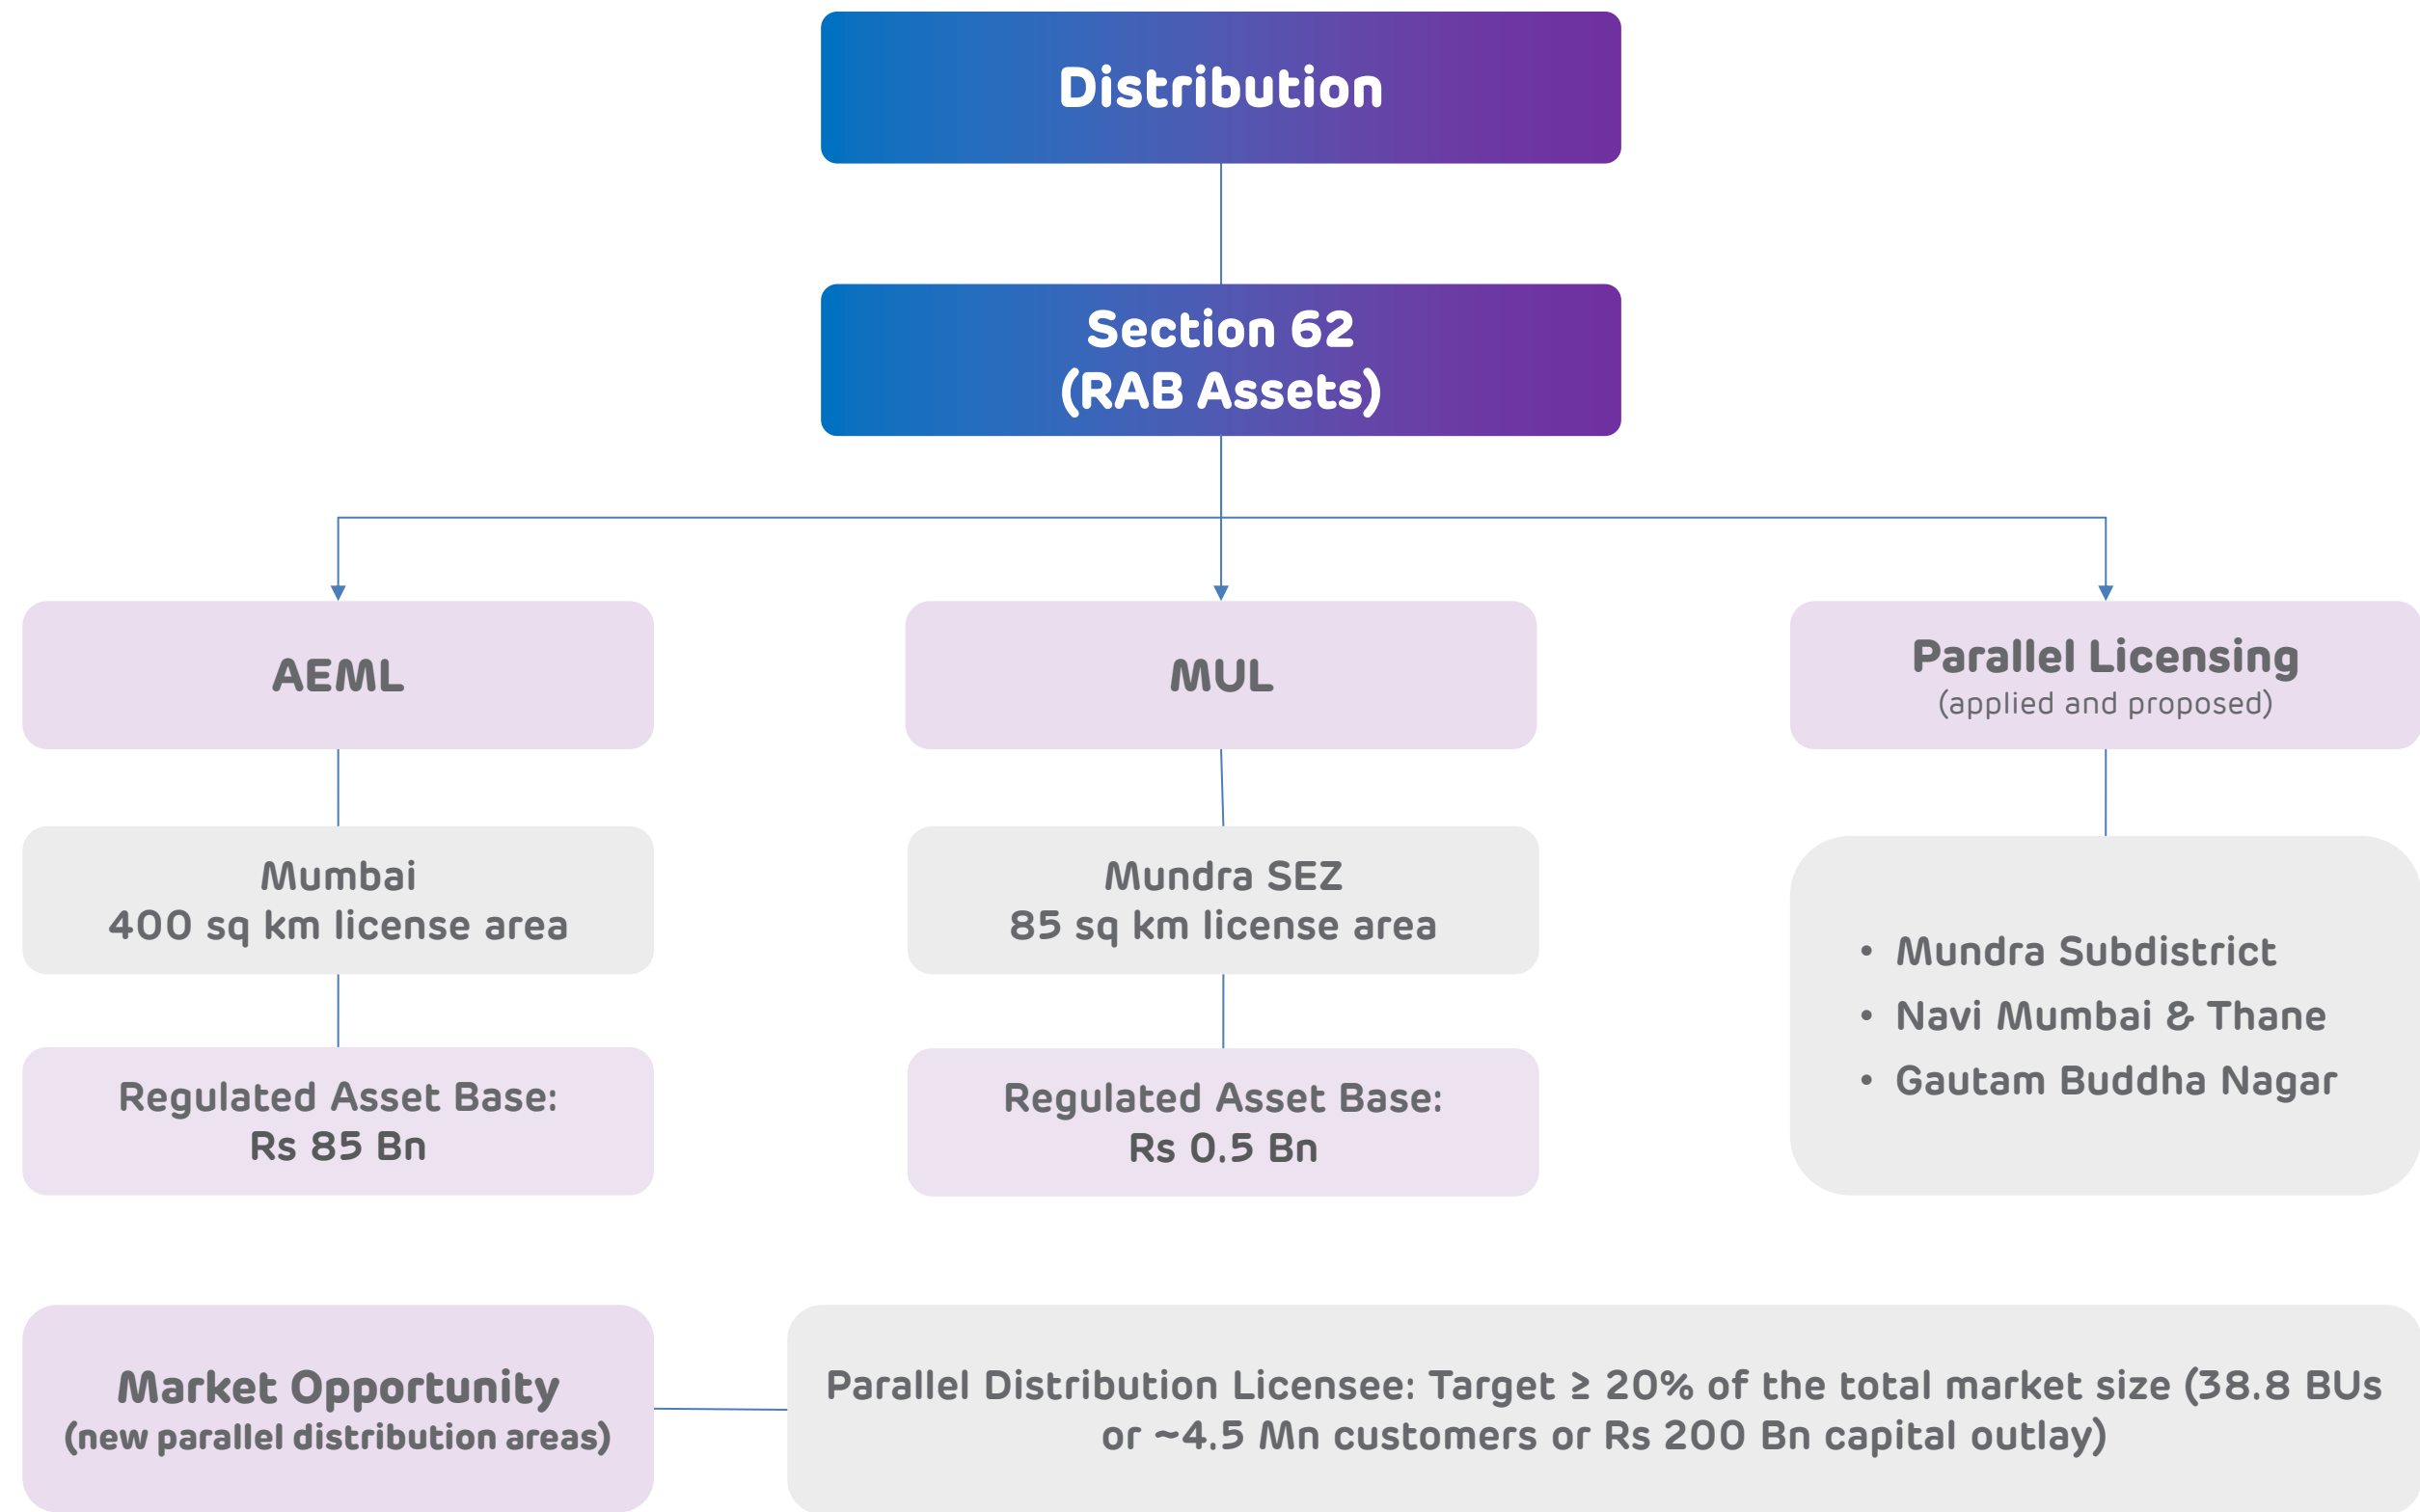 Distribution
Section 62
(RAB Assets)
AEML
MUL
Parallel Licensing
(applied and proposed)
Mumbai
400 sq km license area
Mundra SEZ
85 sq km license area
• Mundra Subdistrict
• Navi Mumbai & Thane
• Gautam Buddha Nagar
Regulated Asset Base:
Rs 85 Bn
Regulated Asset Base:
Rs 0.5 Bn
Market Opportunity
(new parallel distribution areas)
Parallel Distribution Licensee: Target ≥ 20% of the total market size (38.8 BUs
or ~4.5 Mn customers or Rs 200 Bn capital outlay)